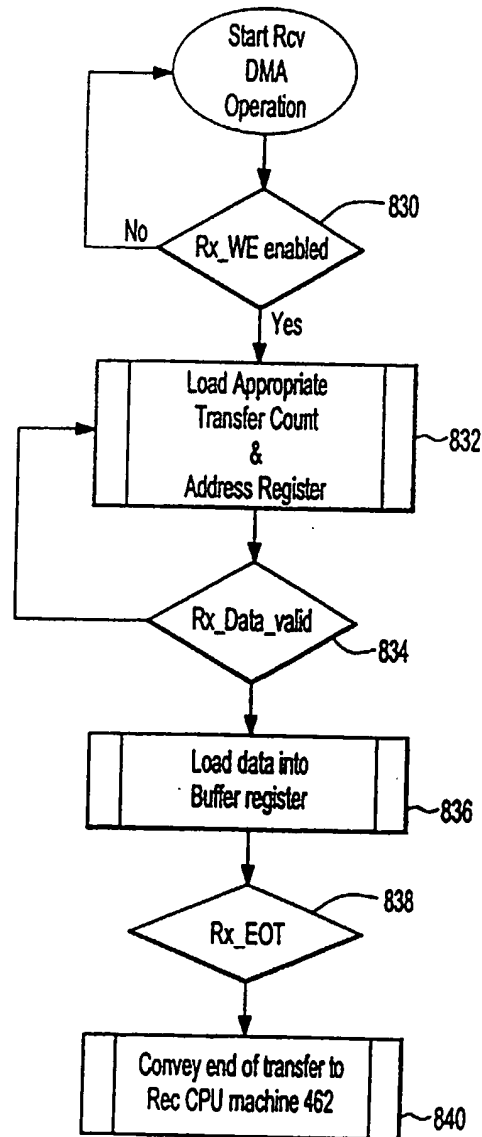 Start Rcv
DMA
Operation
830
No
Rx_WE enabled
Yes
Load Appropriate
Transfer Count
&
Address Register
832
Rx_Data_valid
834
Load data into
Buffer register
836
838
Rx_EOT
Convey end of transfer to
Rec CPU machine 462
840